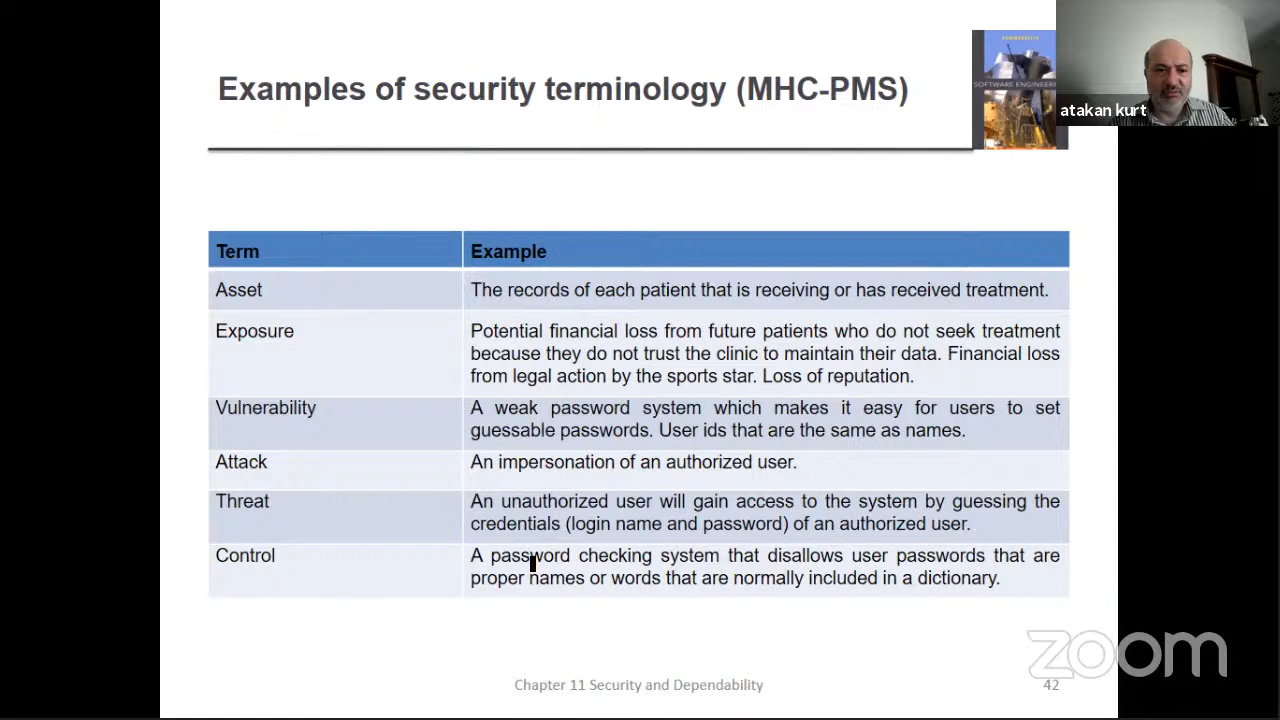 Examples of security terminology (MHC-PMS)
SOFTWARE ENGINEERING
atakan kurt
Term Example
Asset The records of each patient that is receiving or has received treatment.
Exposure Potential financial loss from future patients who do not seek treatment
because they do not trust the clinic to maintain their data. Financial loss
from legal action by the sports star. Loss of reputation.
Vulnerability A weak password system which makes it easy for users to set
guessable passwords. User ids that are the same as names.
Attack An impersonation of an authorized user.
Threat An unauthorized user will gain access to the system by guessing the
credentials (login name and password) of an authorized user.
Control A password checking system that disallows user passwords that are
proper names or words that are normally included in a dictionary.
zoom
Chapter 11 Security and Dependability 42